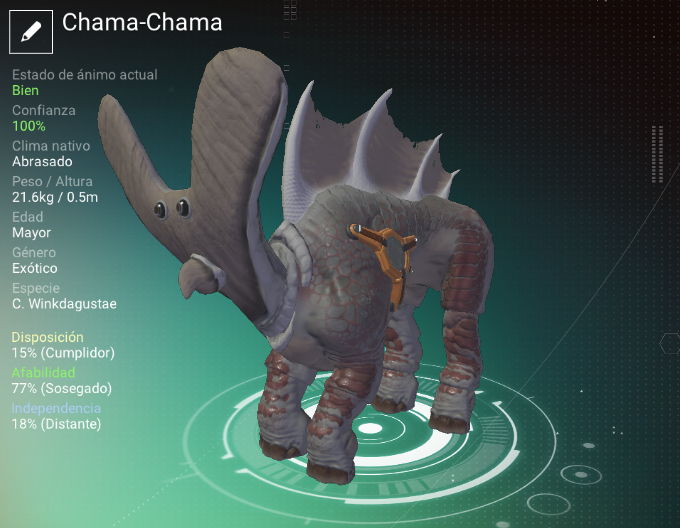 Chama-Chama
Estado de ánimo actual
Bien
Confianza
100%
Clima nativo
Abrasado
Peso / Altura
21.6kg / 0.5m
Edad
Mayor
Género
Exótico
Especie
C. Winkdagustae
Disposición
15% (Cumplidor)
Afabilidad
77% (Sosegado)
Independencia
18% (Distante)